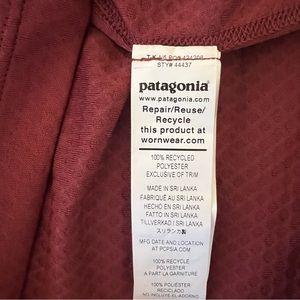 STY# 44437
patagonia®
www.patagonia.com
Repair/Reuse/
Recycle
this product at
wornwear.com
100% RECYCLED
POLYESTER
EXCLUSIVE OF TRIM
MADE IN SRI LANKA
FABRIQUÉ AU SRI LANKA
HECHO EN SRI LANKA
FATTO IN SRI LANKA
TILLVERKAD I SRI LANKA
スリランカ製
MFG DATE AND LOCATION
AT PCPSIA.COM
100% RECYCLÉ
POLYESTER
A PART LA GARNITURE
100% POLIÉSTER
RECICLADO
NO INCLUYE EL ADORNO